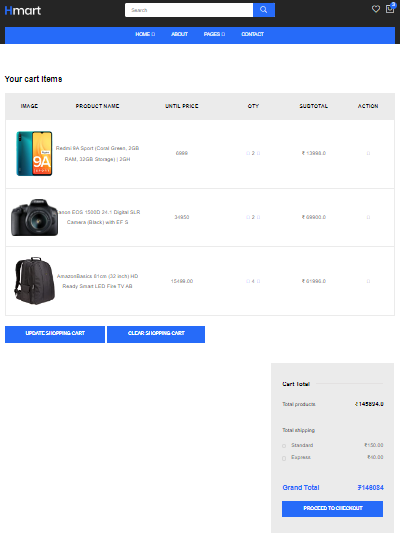 Hmart
Search
3
HOME
ABOUT
PAGES
CONTACT
Your cart items
IMAGE PRODUCT NAME UNTIL PRICE QTY SUBTOTAL ACTION
Redmi 9A Sport (Coral Green, 2GB
RAM, 32GB Storage) | 2GH
6999 2 ₹ 13998.0
9A
anon EOS 1500D 24.1 Digital SLR
Camera (Black) with EF S
34950 2 ₹ 69900.0
AmazonBasics 81cm (32 inch) HD
Ready Smart LED Fire TV AB
15499.00 4 ₹ 61996.0
UPDATE SHOPPING CART CLEAR SHOPPING CART
Cart Total
Total products ₹145894.0
Total shipping
Standard ₹150.00
Express ₹40.00
Grand Total ₹146084
PROCEED TO CHECKOUT